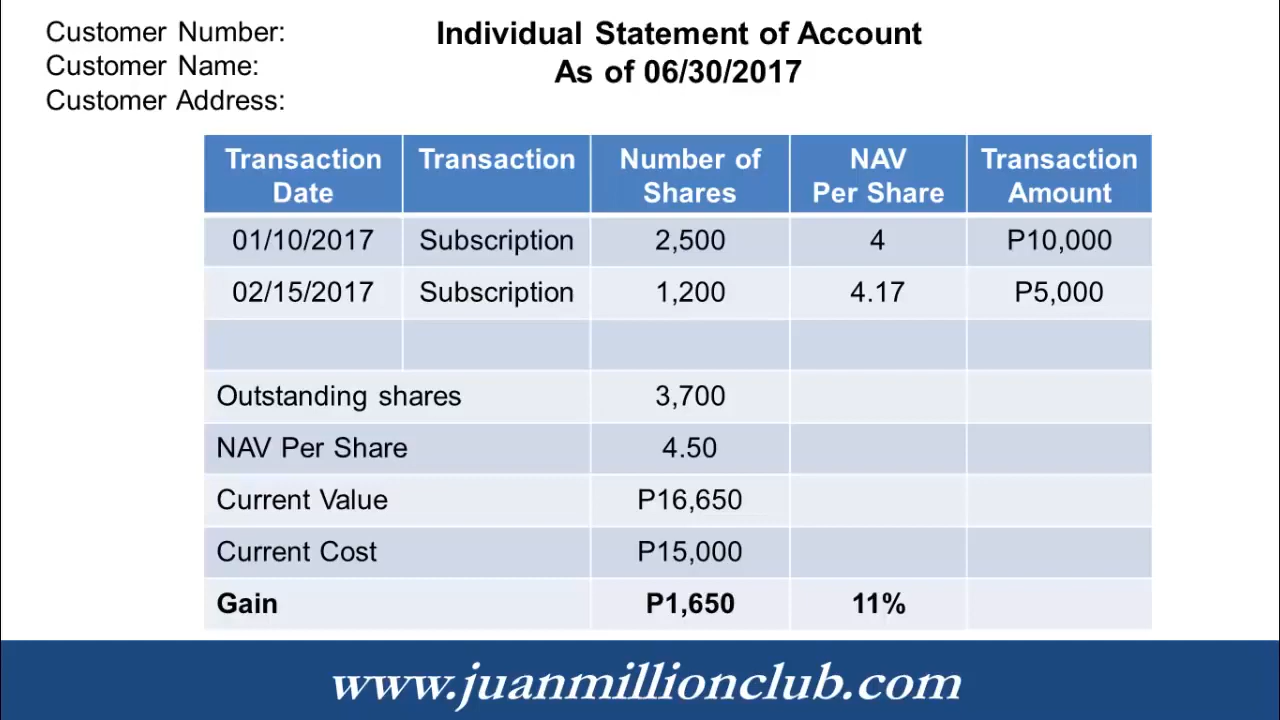 Customer Number:
Customer Name:
Customer Address:
Individual Statement of Account
As of 06/30/2017
Transaction Date Transaction Number of Shares NAV Per Share Transaction Amount
01/10/2017 Subscription 2,500 4 P10,000
02/15/2017 Subscription 1,200 4.17 P5,000
Outstanding shares 3,700
NAV Per Share 4.50
Current Value P16,650
Current Cost P15,000
Gain P1,650 11%
www.juanmillionclub.com